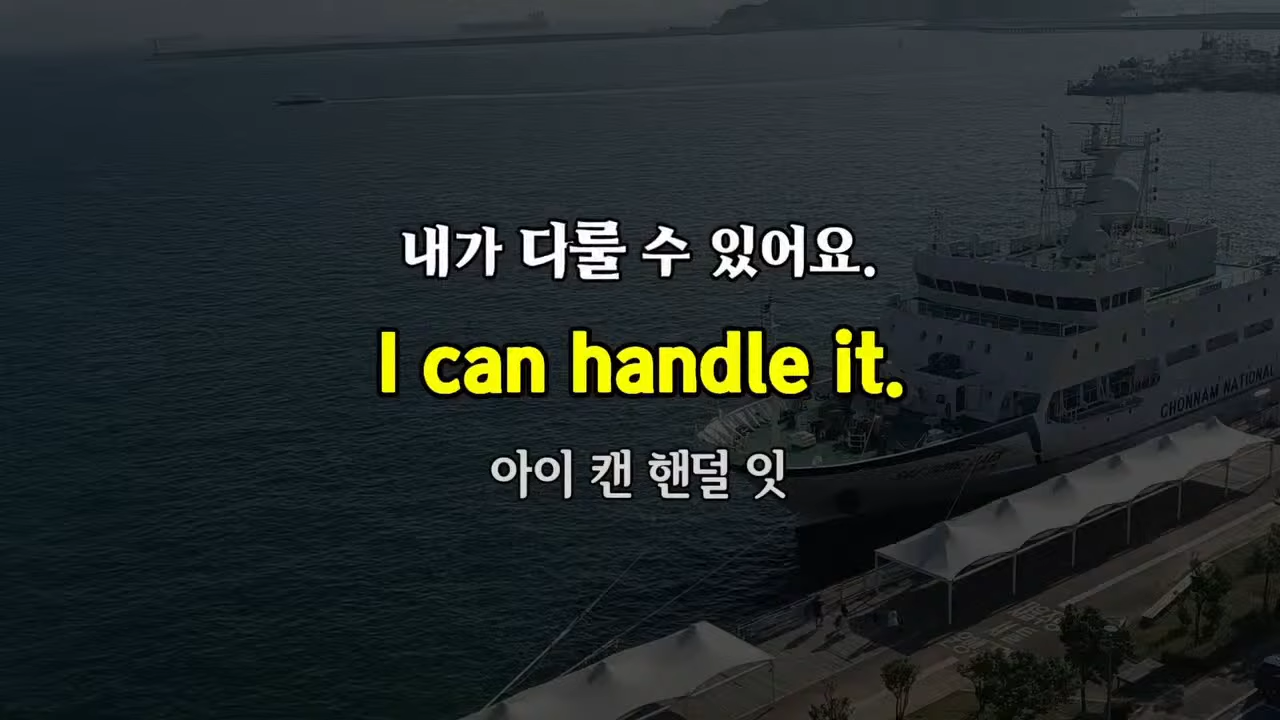 내가 다룰 수 있어요.
I can handle it.
아이 캔 핸덜 잇
CHONNAM NATIONAL